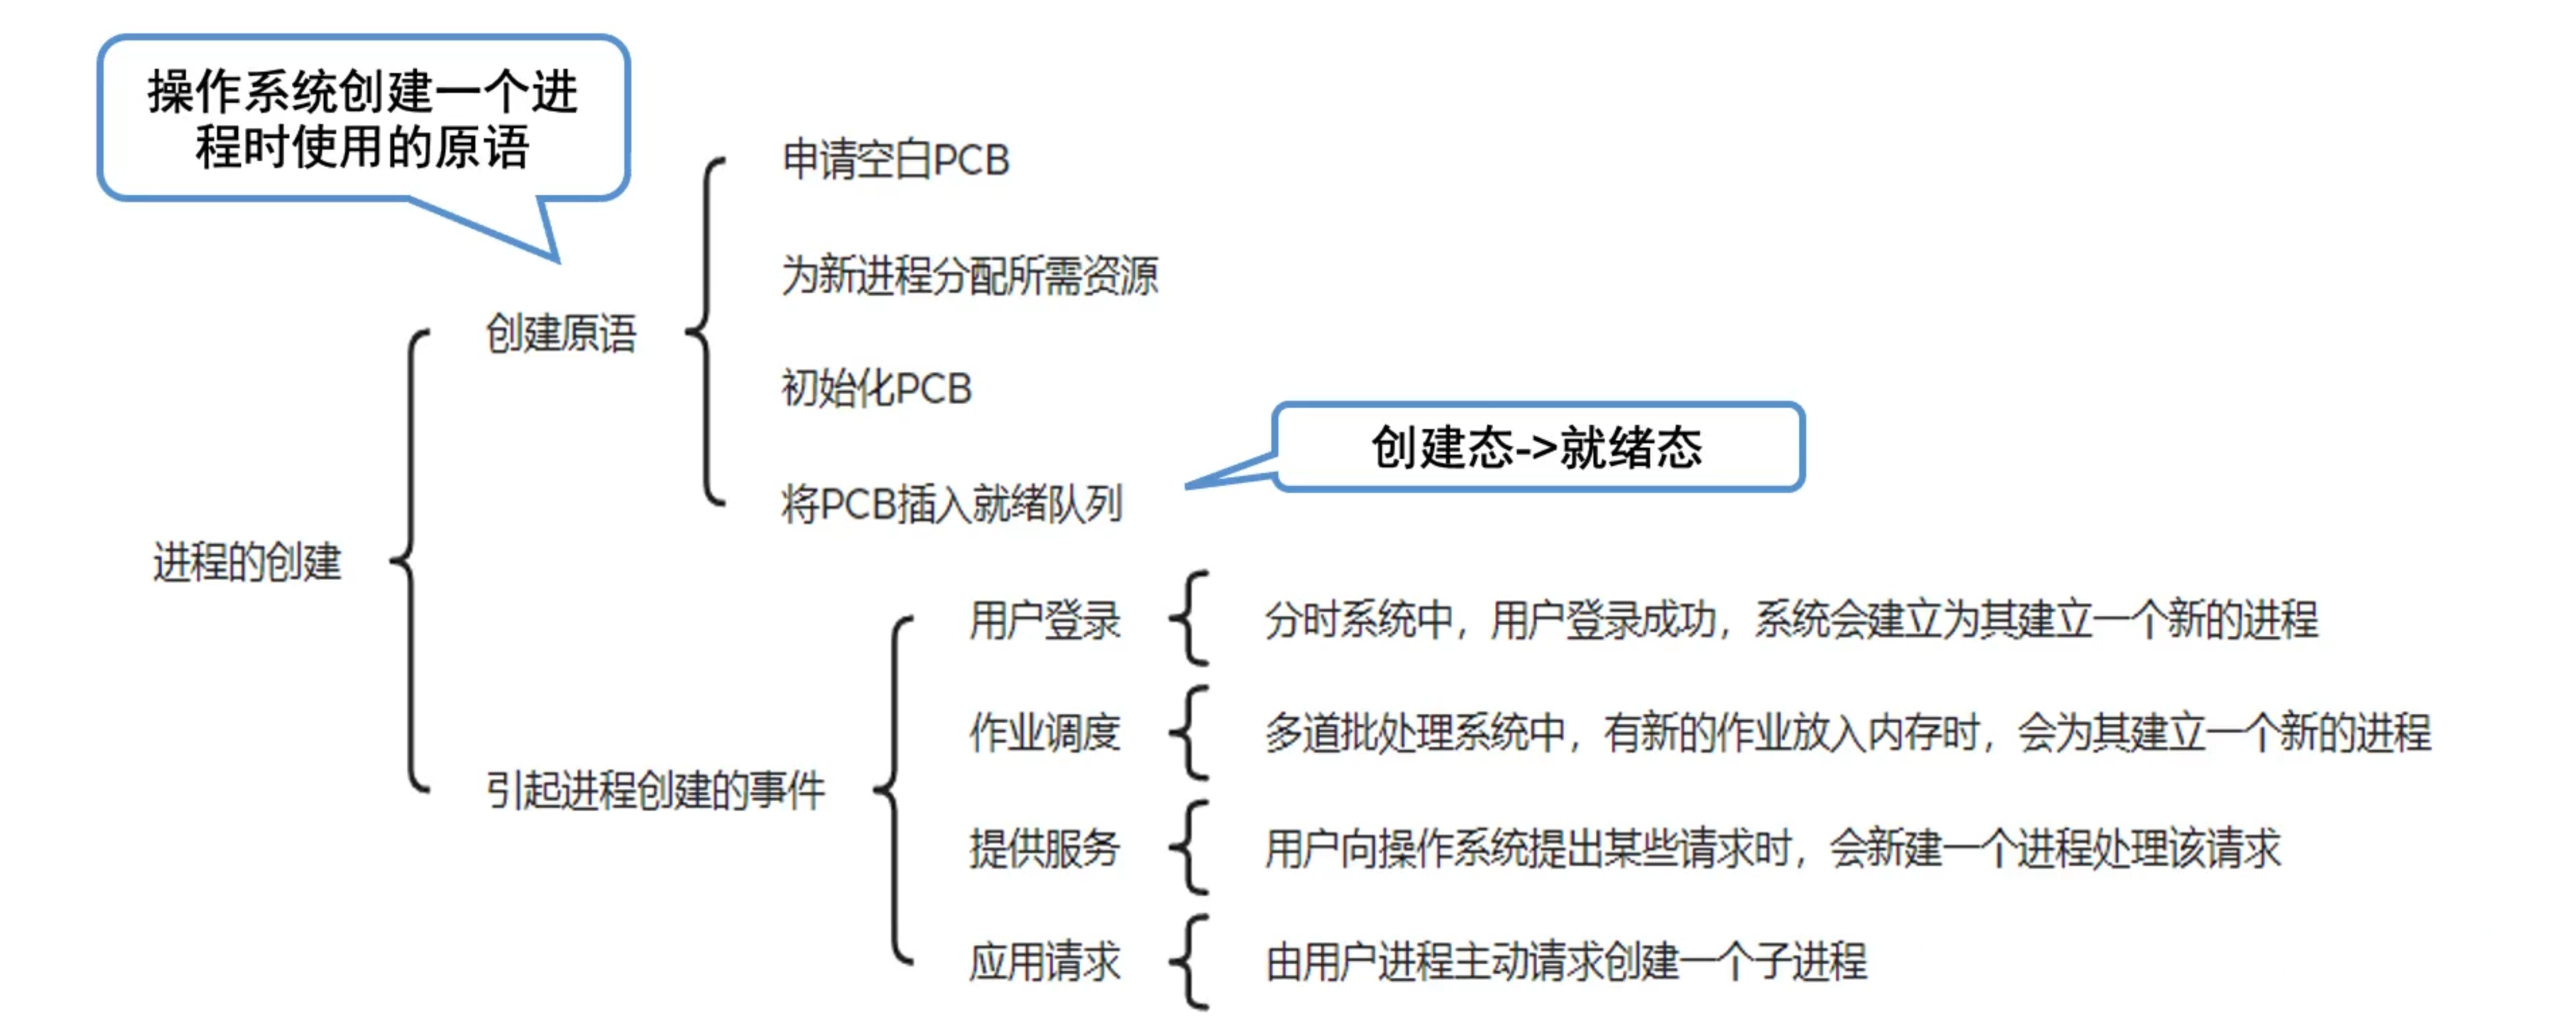 操作系统创建一个进
程时使用的原语
申请空白PCB
为新进程分配所需资源
创建原语
初始化PCB
创建态->就绪态
将PCB插入就绪队列
进程的创建
用户登录
分时系统中，用户登录成功，系统会建立为其建立一个新的进程
作业调度
多道批处理系统中，有新的作业放入内存时，会为其建立一个新的进程
引起进程创建的事件
提供服务
用户向操作系统提出某些请求时，会新建一个进程处理该请求
应用请求
由用户进程主动请求创建一个子进程